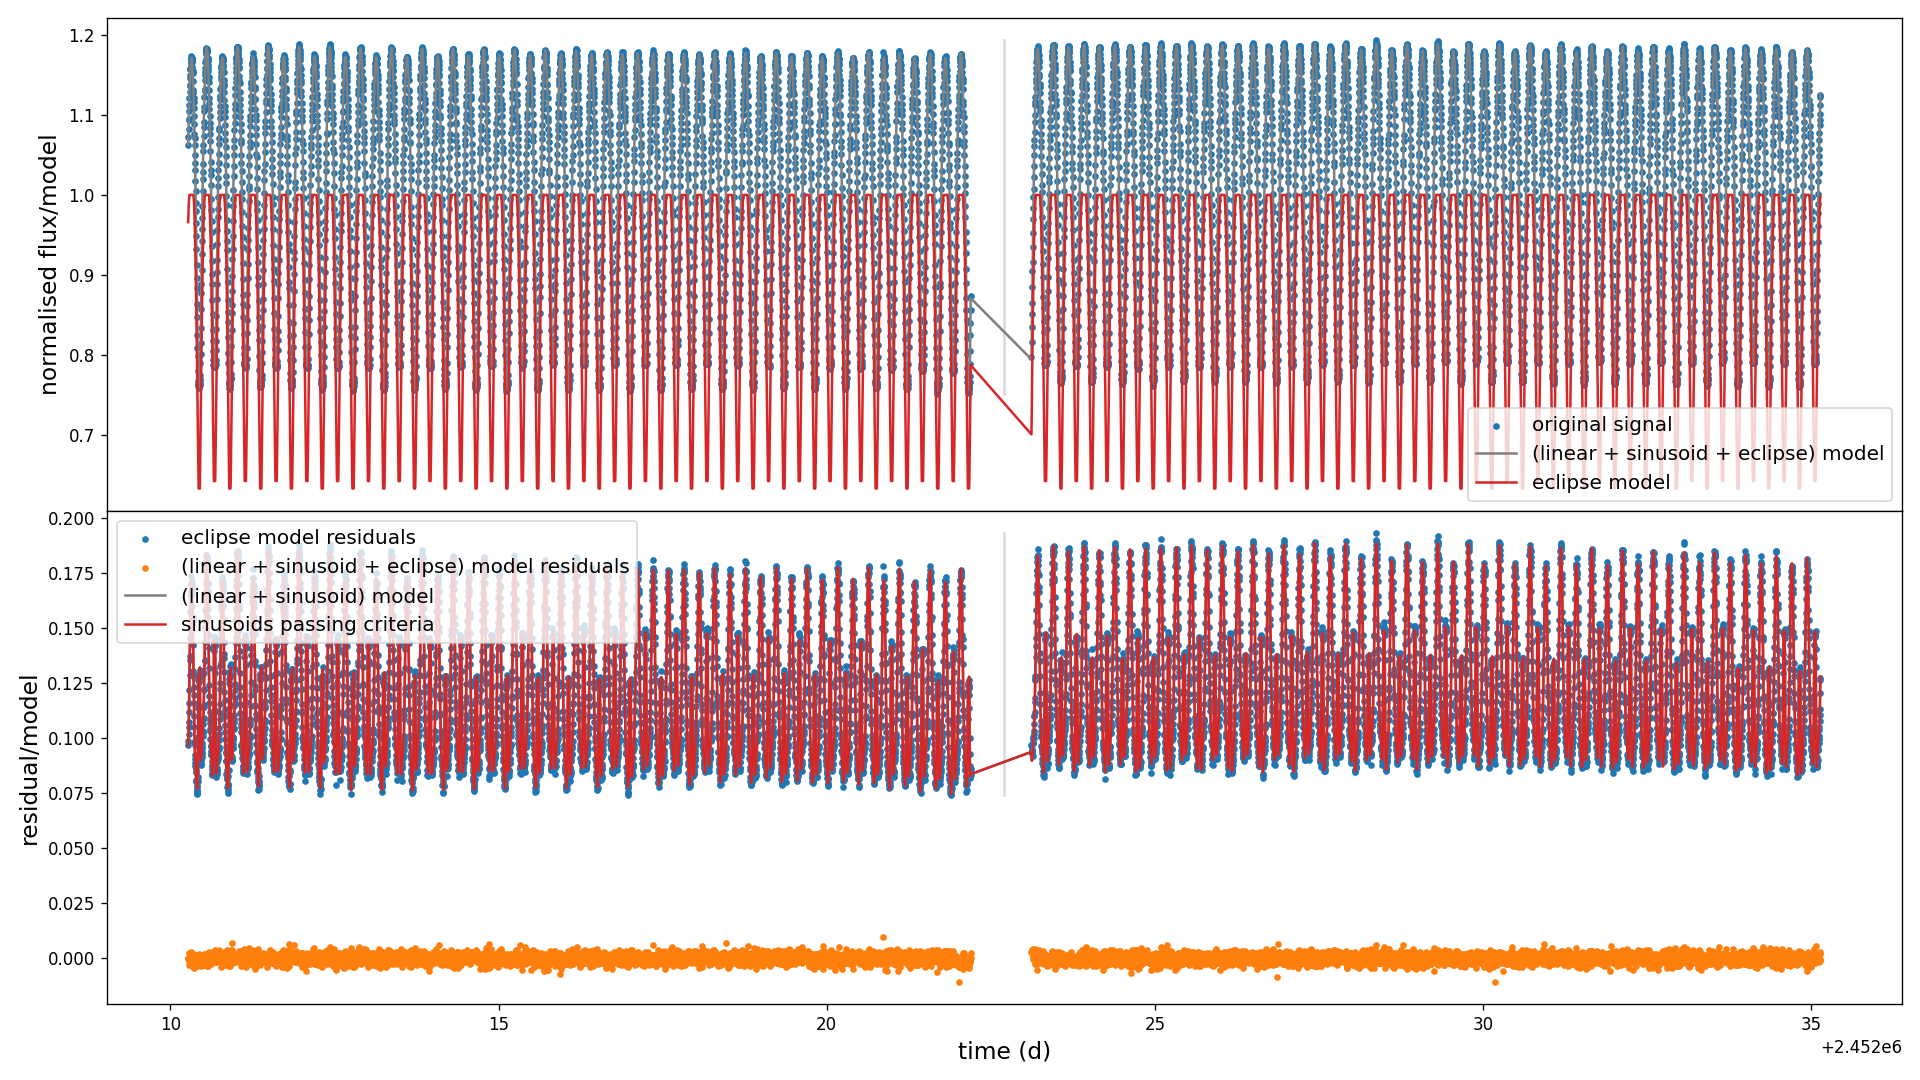 1.2
1.1
1.0
0.9
0.8
0.7
normalised flux/model
original signal
(linear + sinusoid + eclipse) model
eclipse model
0.200
0.175
0.150
0.125
0.100
0.075
0.050
0.025
0.000
residual/model
eclipse model residuals
(linear + sinusoid + eclipse) model residuals
(linear + sinusoid) model
sinusoids passing criteria
10
15
20
25
30
35
time (d)
+2.452e6